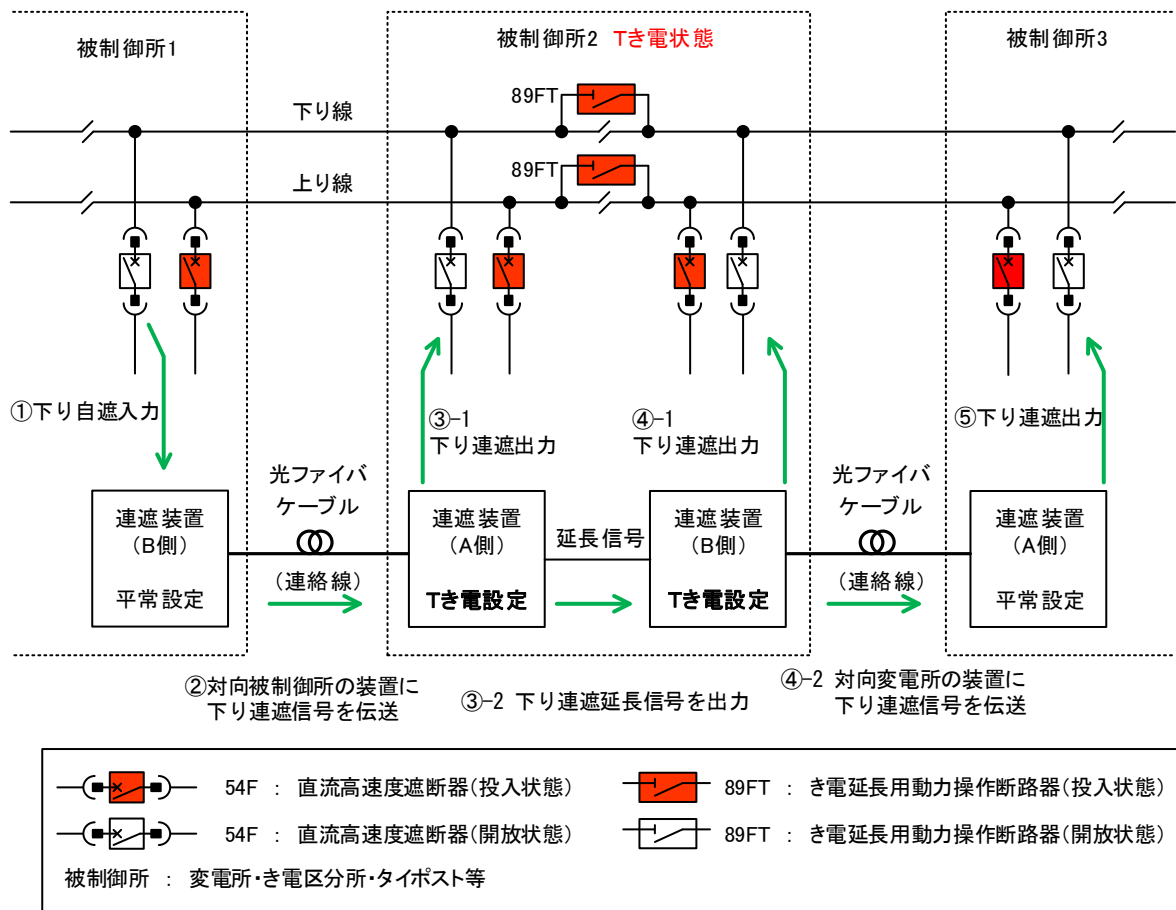 被制御所1
被制御所2 Tき電状態
被制御所3
89FT
下り線
89FT
上り線
①下り自遮入力
③-1
下り連遮出力
④-1
下り連遮出力
⑤下り連遮出力
光ファイバ
ケーブル
光ファイバ
ケーブル
連遮装置
(B側)
平常設定
連遮装置
(A側)
Tき電設定
延長信号
連遮装置
(B側)
Tき電設定
連遮装置
(A側)
平常設定
(連絡線)
(連絡線)
②対向被制御所の装置に
下り連遮信号を伝送
③-2 下り連遮延長信号を出力
④-2 対向変電所の装置に
下り連遮信号を伝送
54F : 直流高速度遮断器(投入状態)
89FT : き電延長用動力操作断路器(投入状態)
54F : 直流高速度遮断器(開放状態)
89FT : き電延長用動力操作断路器(開放状態)
被制御所 : 変電所・き電区分所・タイポスト等